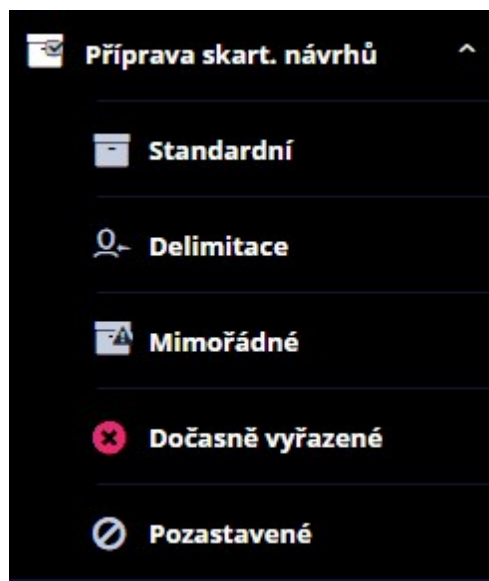 Příprava skart. návrhů
Standardní
Delimitace
Mimořádné
Dočasně vyřazené
Pozastavené